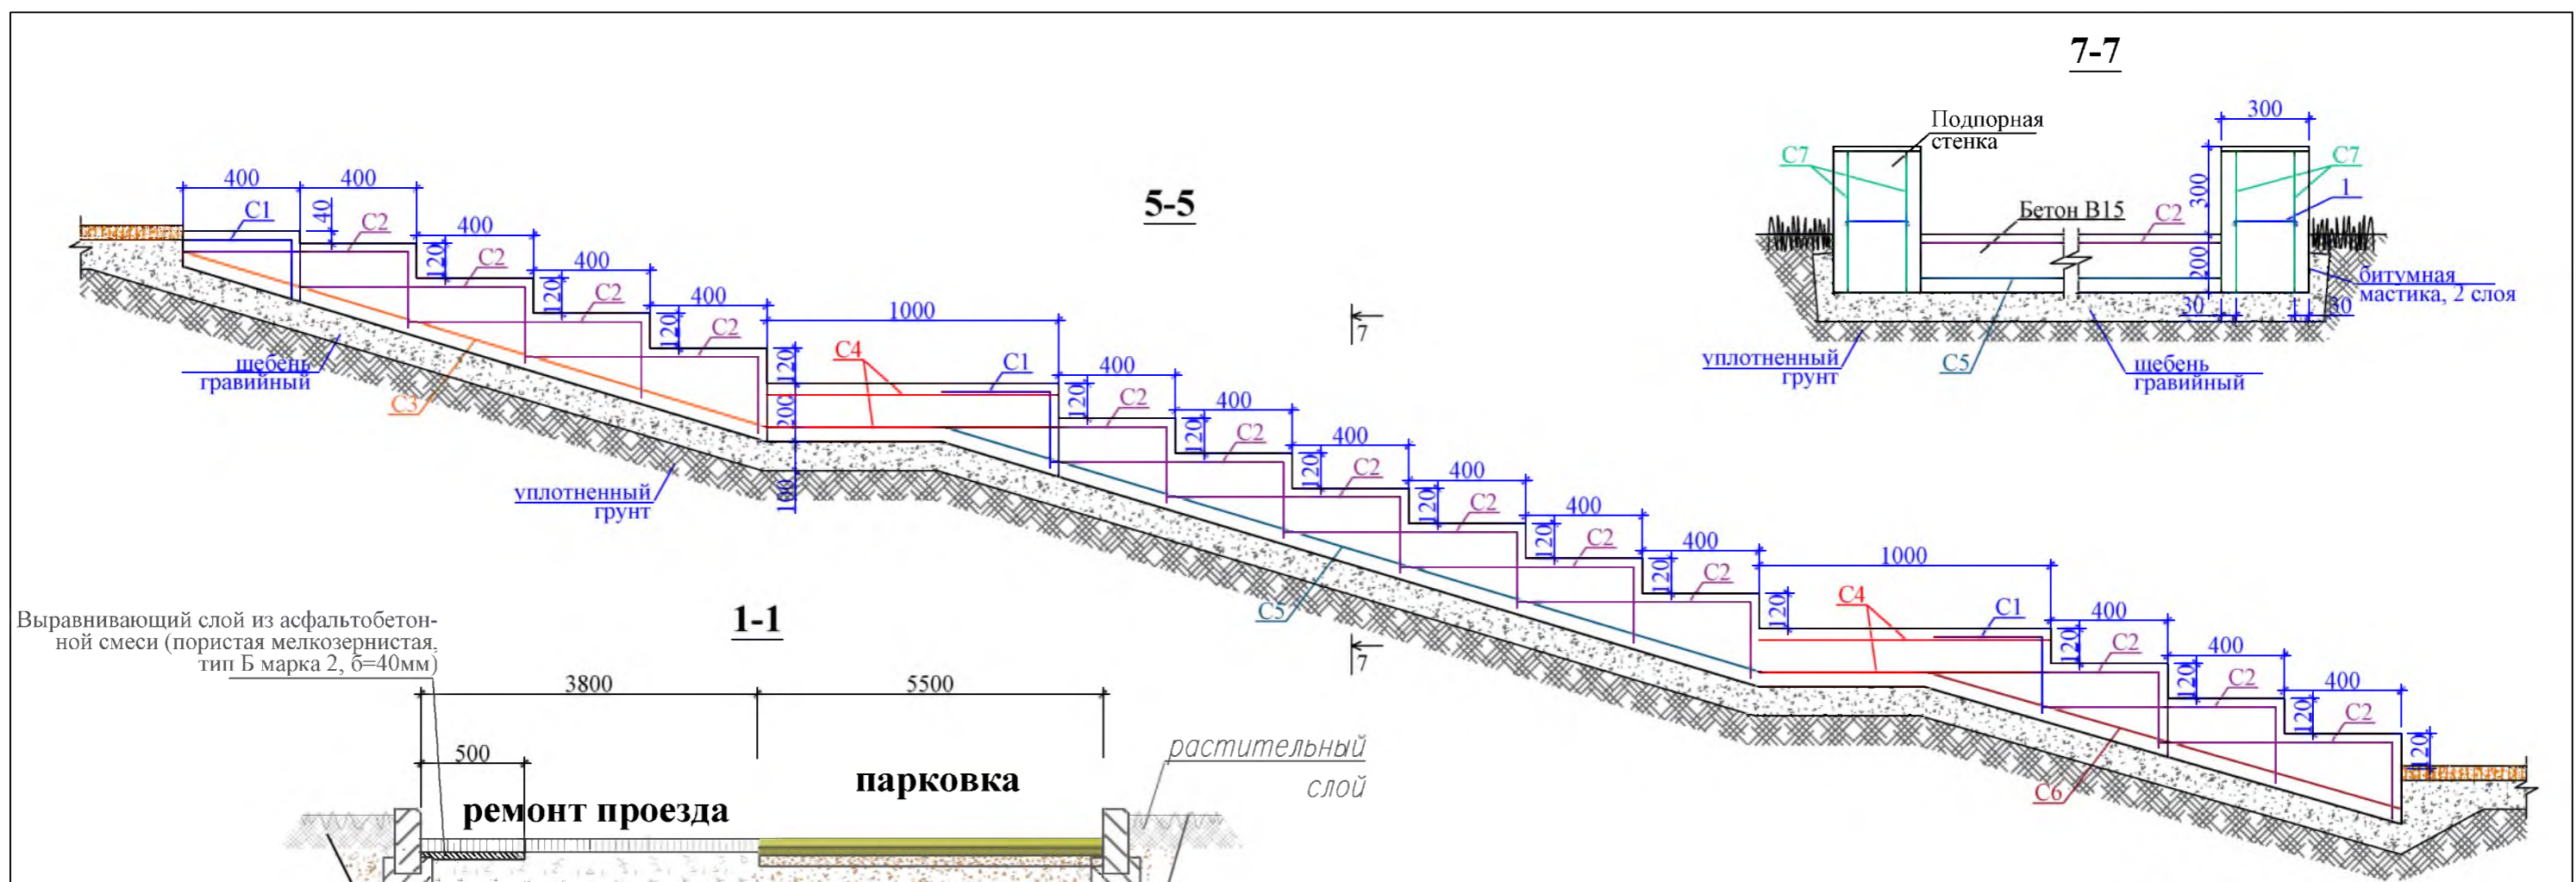 5-5
400
400
С1
40
С2
400
120
С2
400
120
С2
400
120
С2
120
1000
С4
С1
200
100
щебень
гравийный
С3
уплотненный
грунт
400
120
С2
400
120
С2
400
120
С2
400
120
С2
400
120
С2
400
120
С2
120
1000
С5
7
7
С4
С1
400
120
С2
400
120
С2
400
120
С2
120
С6
7-7
300
Подпорная
стенка
С7
С7
1
300
Бетон В15
С2
200
битумная
мастика, 2 слоя
30
30
уплотненный
грунт
С5
щебень
гравийный
1-1
Выравнивающий слой из асфальтобетон-
ной смеси (пористая мелкозернистая,
тип Б марка 2, б=40мм)
3800
5500
500
ремонт проезда
парковка
растительный
слой